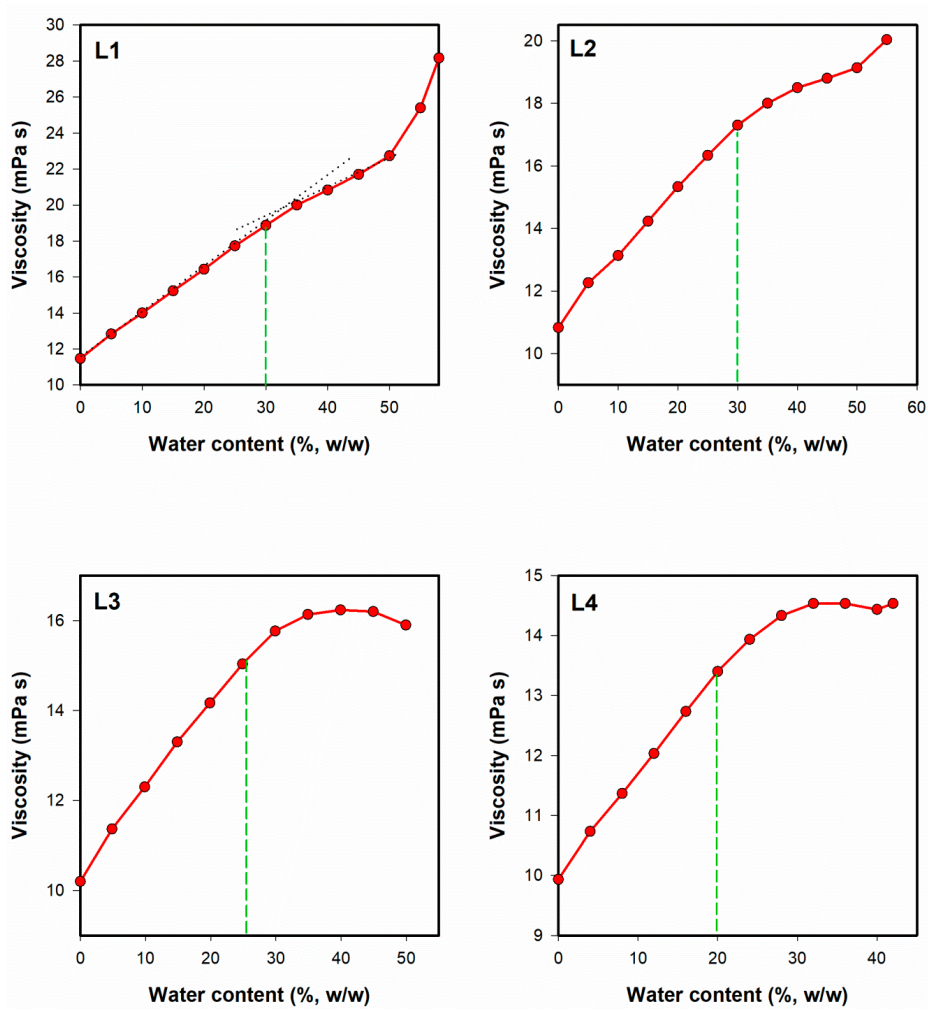 L1
Viscosity (mPa s)
30
28
26
24
22
20
18
16
14
12
10
0 10 20 30 40 50
Water content (%, w/w)
L2
Viscosity (mPa s)
20
18
16
14
12
10
0 10 20 30 40 50 60
Water content (%, w/w)
L3
Viscosity (mPa s)
16
14
12
10
0 10 20 30 40 50
Water content (%, w/w)
L4
Viscosity (mPa s)
15
14
13
12
11
10
9
0 10 20 30 40
Water content (%, w/w)